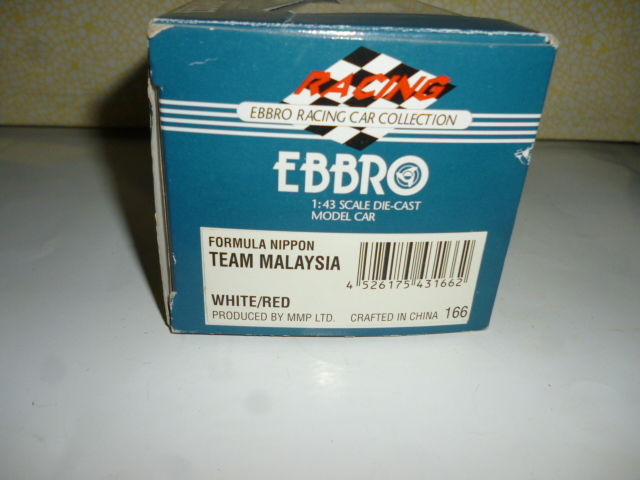 RACING
EBBRO RACING CAR COLLECTION
EBBRO
1:43 SCALE DIE-CAST
MODEL CAR
FORMULA NIPPON
TEAM MALAYSIA
4 526175 431662
WHITE/RED
PRODUCED BY MMP LTD. CRAFTED IN CHINA 166